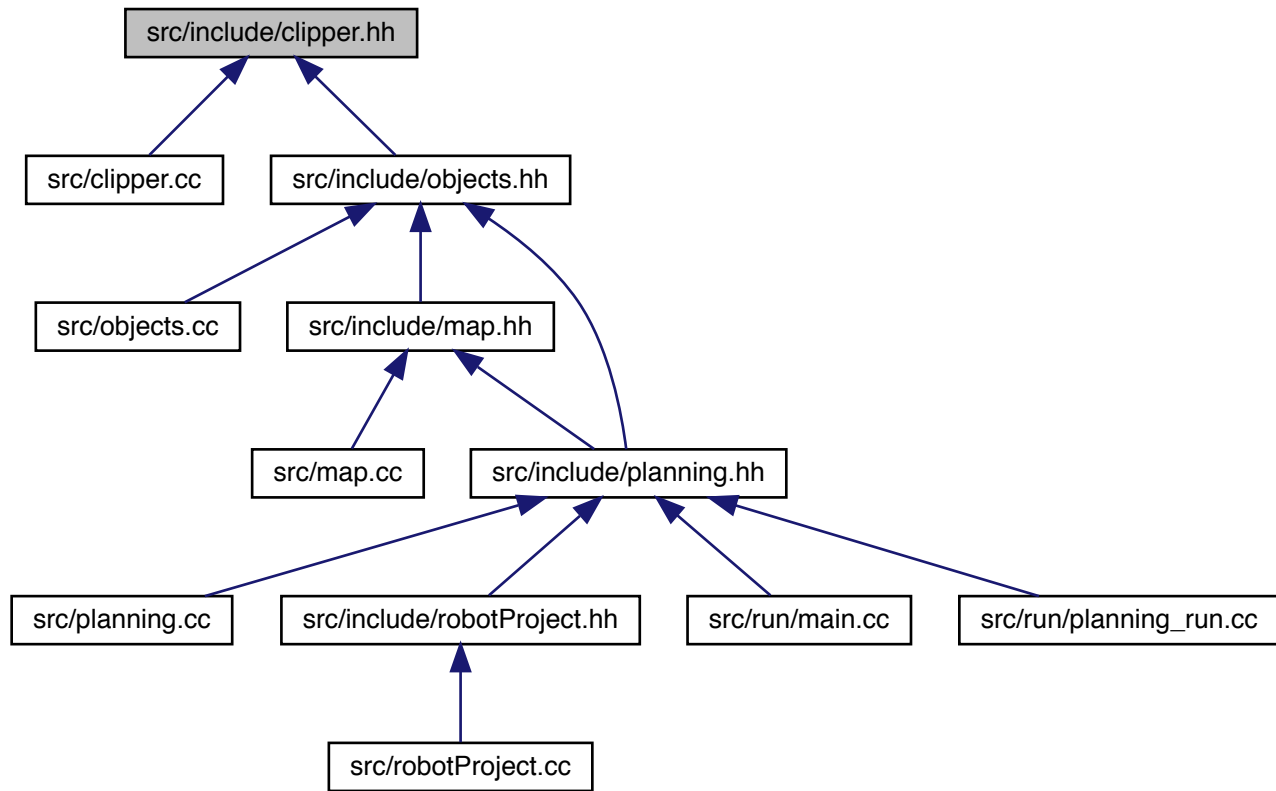 src/include/clipper.hh
src/clipper.cc
src/include/objects.hh
src/objects.cc
src/include/map.hh
src/map.cc
src/include/planning.hh
src/planning.cc
src/include/robotProject.hh
src/run/main.cc
src/run/planning_run.cc
src/robotProject.cc